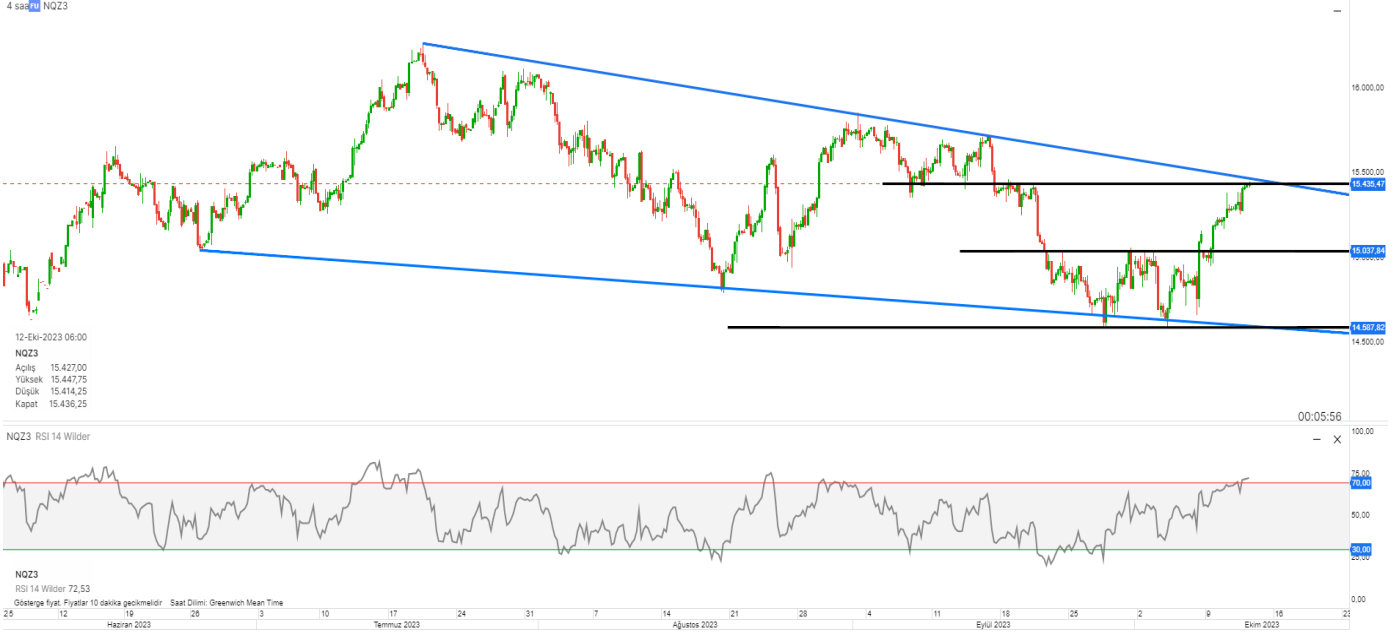 4 saa FU NQZ3
16.000,00
15.500,00
15.435,47
15.037,84
14.587,82
14.500,00
12-Eki-2023 06:00
NQZ3
Açılış 15.427,00
Yüksek 15.447,75
Düşük 15.414,25
Kapat 15.436,25
00:05:56
NQZ3 RSI 14 Wilder
100,00
75,00
70,00
50,00
30,00
25,00
0,00
NQZ3
RSI 14 Wilder 72,53
Gösterge fiyat. Fiyatlar 10 dakika gecikmelidir Saat Dilimi: Greenwich Mean Time
25 12 19 26 3 10 17 24 31 7 14 21 28 4 11 18 25 2 9 16 23
Haziran 2023 Temmuz 2023 Ağustos 2023 Eylül 2023 Ekim 2023